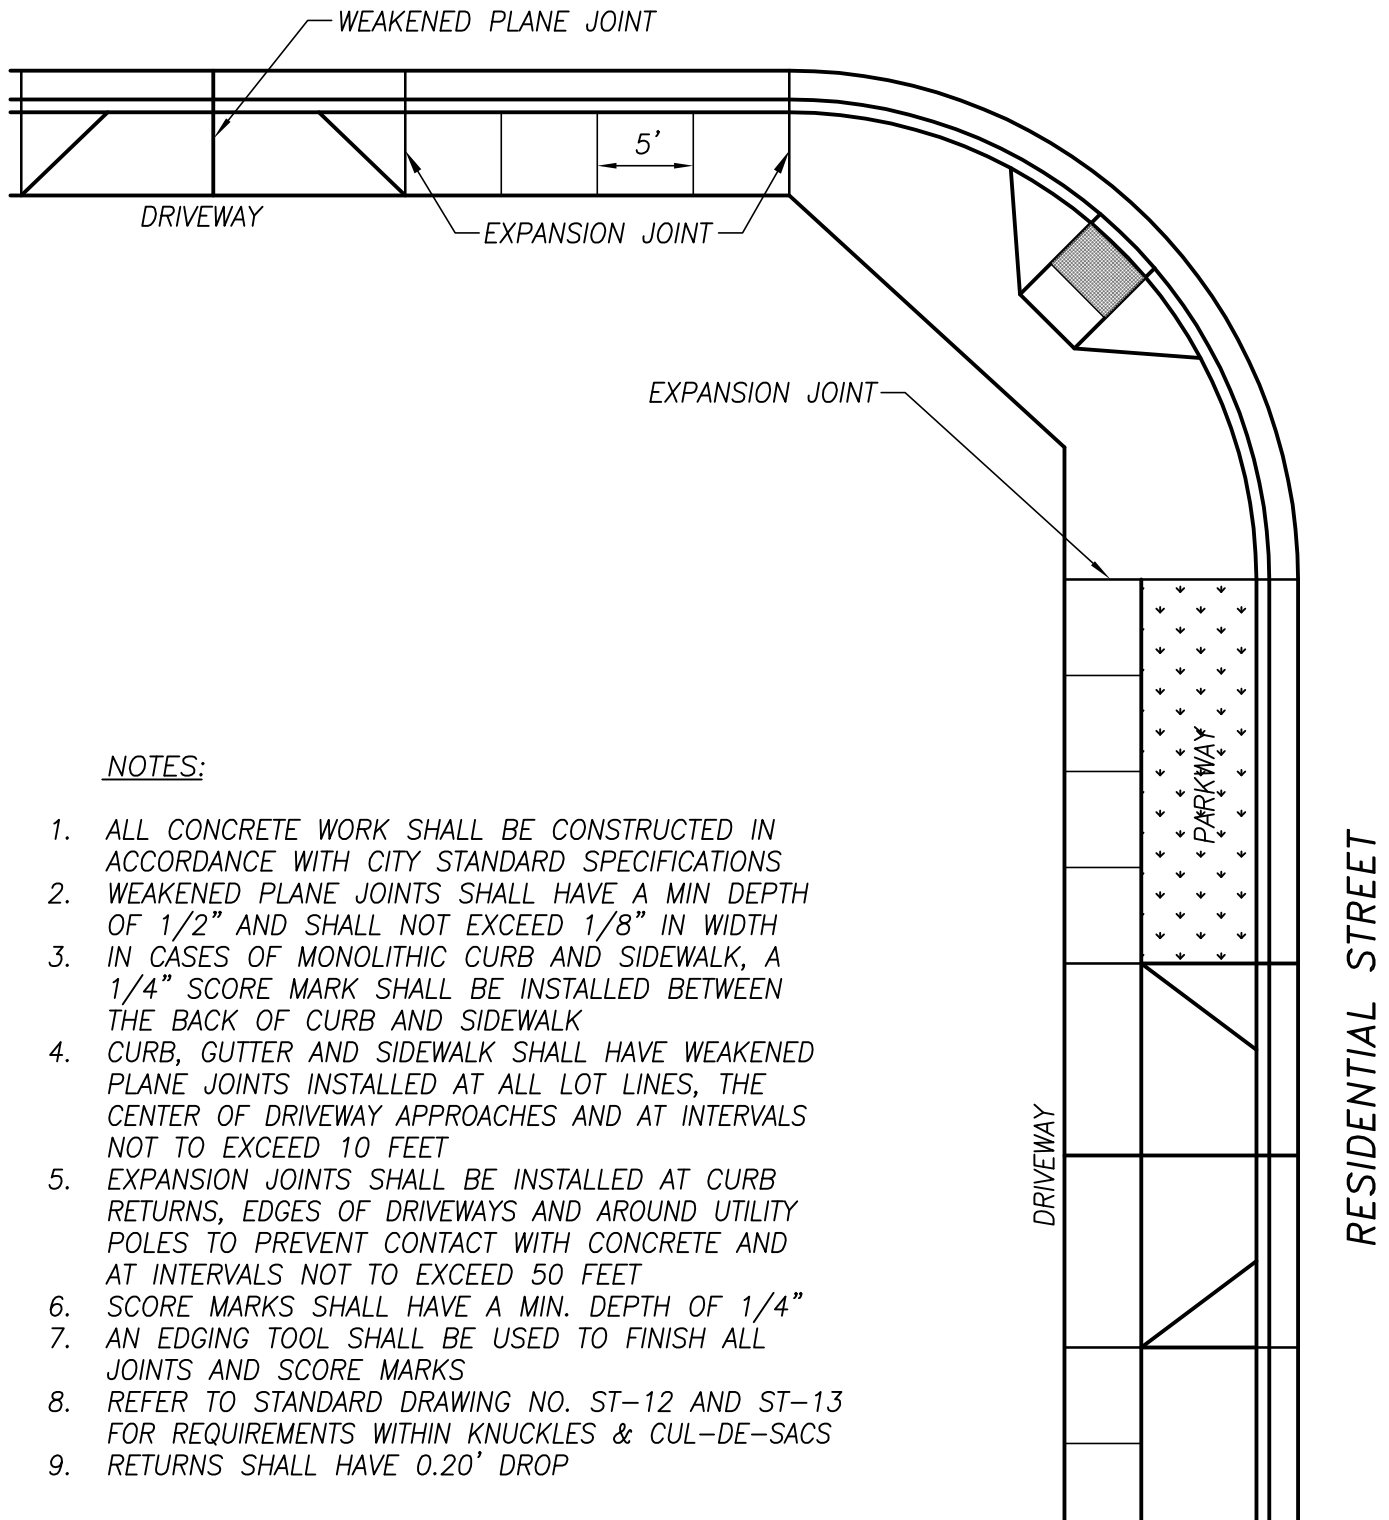 WEAKENED PLANE JOINT
5'
DRIVEWAY
EXPANSION JOINT
EXPANSION JOINT
PARKWAY
DRIVEWAY
RESIDENTIAL STREET
NOTES:
1. ALL CONCRETE WORK SHALL BE CONSTRUCTED IN
ACCORDANCE WITH CITY STANDARD SPECIFICATIONS
2. WEAKENED PLANE JOINTS SHALL HAVE A MIN DEPTH
OF 1/2" AND SHALL NOT EXCEED 1/8" IN WIDTH
3. IN CASES OF MONOLITHIC CURB AND SIDEWALK, A
1/4" SCORE MARK SHALL BE INSTALLED BETWEEN
THE BACK OF CURB AND SIDEWALK
4. CURB, GUTTER AND SIDEWALK SHALL HAVE WEAKENED
PLANE JOINTS INSTALLED AT ALL LOT LINES, THE
CENTER OF DRIVEWAY APPROACHES AND AT INTERVALS
NOT TO EXCEED 10 FEET
5. EXPANSION JOINTS SHALL BE INSTALLED AT CURB
RETURNS, EDGES OF DRIVEWAYS AND AROUND UTILITY
POLES TO PREVENT CONTACT WITH CONCRETE AND
AT INTERVALS NOT TO EXCEED 50 FEET
6. SCORE MARKS SHALL HAVE A MIN. DEPTH OF 1/4"
7. AN EDGING TOOL SHALL BE USED TO FINISH ALL
JOINTS AND SCORE MARKS
8. REFER TO STANDARD DRAWING NO. ST-12 AND ST-13
FOR REQUIREMENTS WITHIN KNUCKLES & CUL-DE-SACS
9. RETURNS SHALL HAVE 0.20' DROP